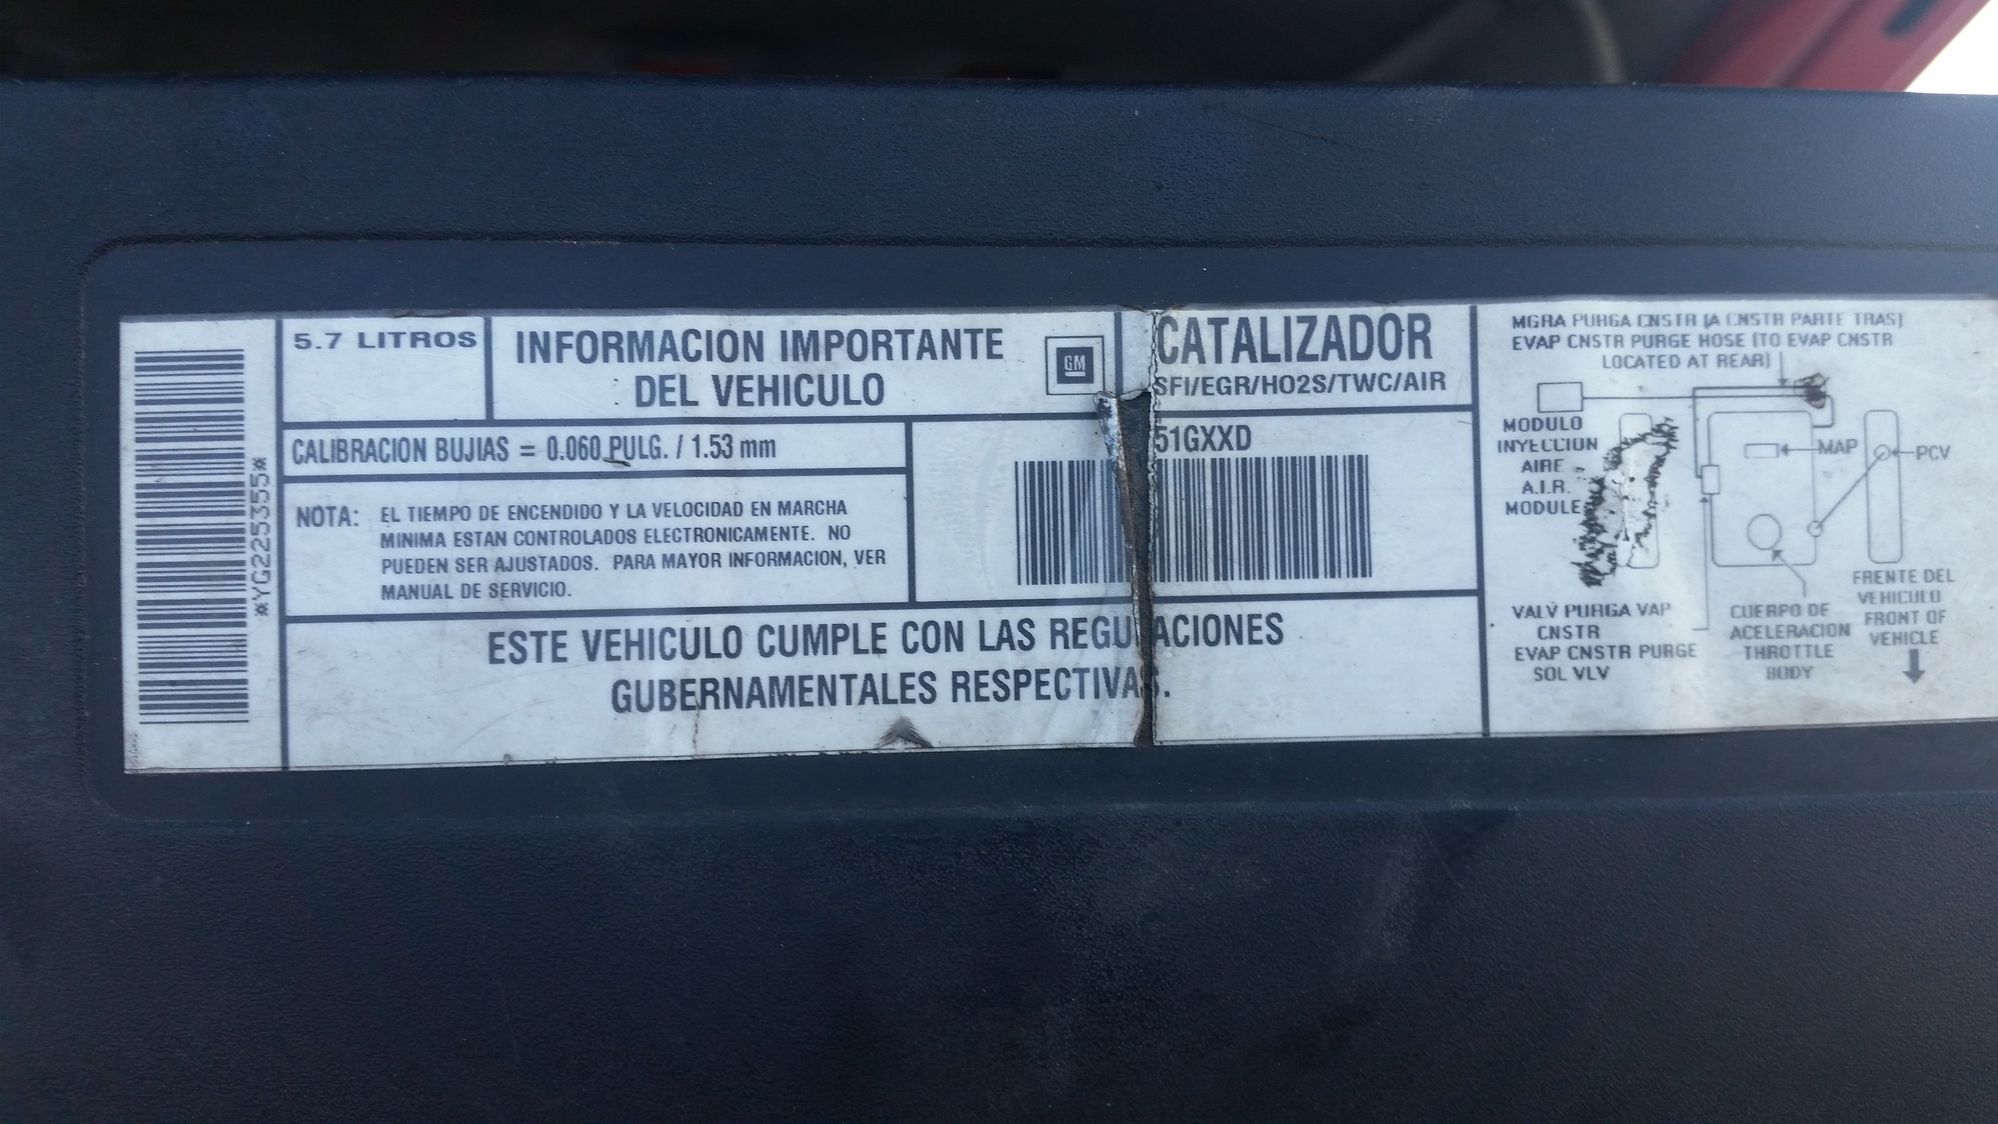 *YG225355*
5.7 LITROS
INFORMACION IMPORTANTE
DEL VEHICULO
GM
CALIBRACION BUJIAS = 0.060 PULG. / 1.53 mm
NOTA: EL TIEMPO DE ENCENDIDO Y LA VELOCIDAD EN MARCHA
MINIMA ESTAN CONTROLADOS ELECTRONICAMENTE. NO
PUEDEN SER AJUSTADOS. PARA MAYOR INFORMACION, VER
MANUAL DE SERVICIO.
CATALIZADOR
SFI/EGR/HO2S/TWC/AIR
51GXXD
ESTE VEHICULO CUMPLE CON LAS REGULACIONES
GUBERNAMENTALES RESPECTIVAS.
MGRA PURGA CNSTR (A CNSTR PARTE TRAS)
EVAP CNSTR PURGE HOSE (TO EVAP CNSTR
LOCATED AT REAR)
MODULO
INYECCION
AIRE
A.I.R.
MODULE
MAP
PCV
VALV PURGA VAP
CNSTR
EVAP CNSTR PURGE
SOL VLV
CUERPO DE
ACELERACION
THROTTLE
BODY
FRENTE DEL
VEHICULO
FRONT OF
VEHICLE